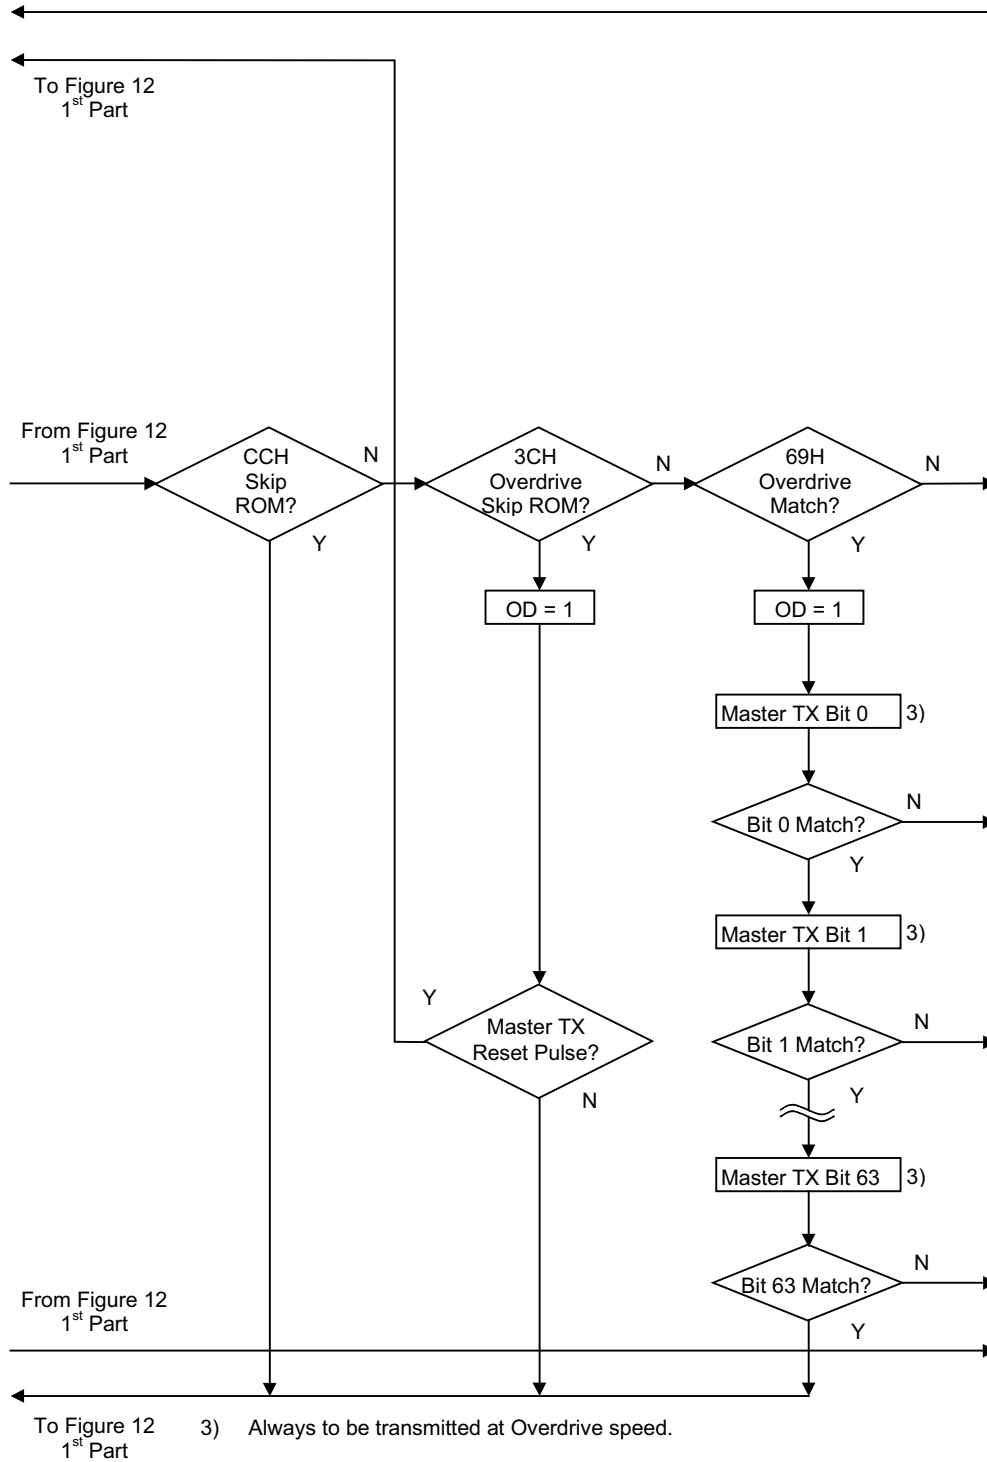 To Figure 12
1st Part
From Figure 12
1st Part
CCH
Skip
ROM?
N
Y
3CH
Overdrive
Skip ROM?
N
Y
69H
Overdrive
Match?
N
Y
OD = 1
OD = 1
Master TX Bit 0
3)
Bit 0 Match?
N
Y
Master TX Bit 1
3)
Y
Master TX
Reset Pulse?
N
Bit 1 Match?
N
Y
Master TX Bit 63
3)
Bit 63 Match?
N
Y
From Figure 12
1st Part
To Figure 12
1st Part
3) Always to be transmitted at Overdrive speed.